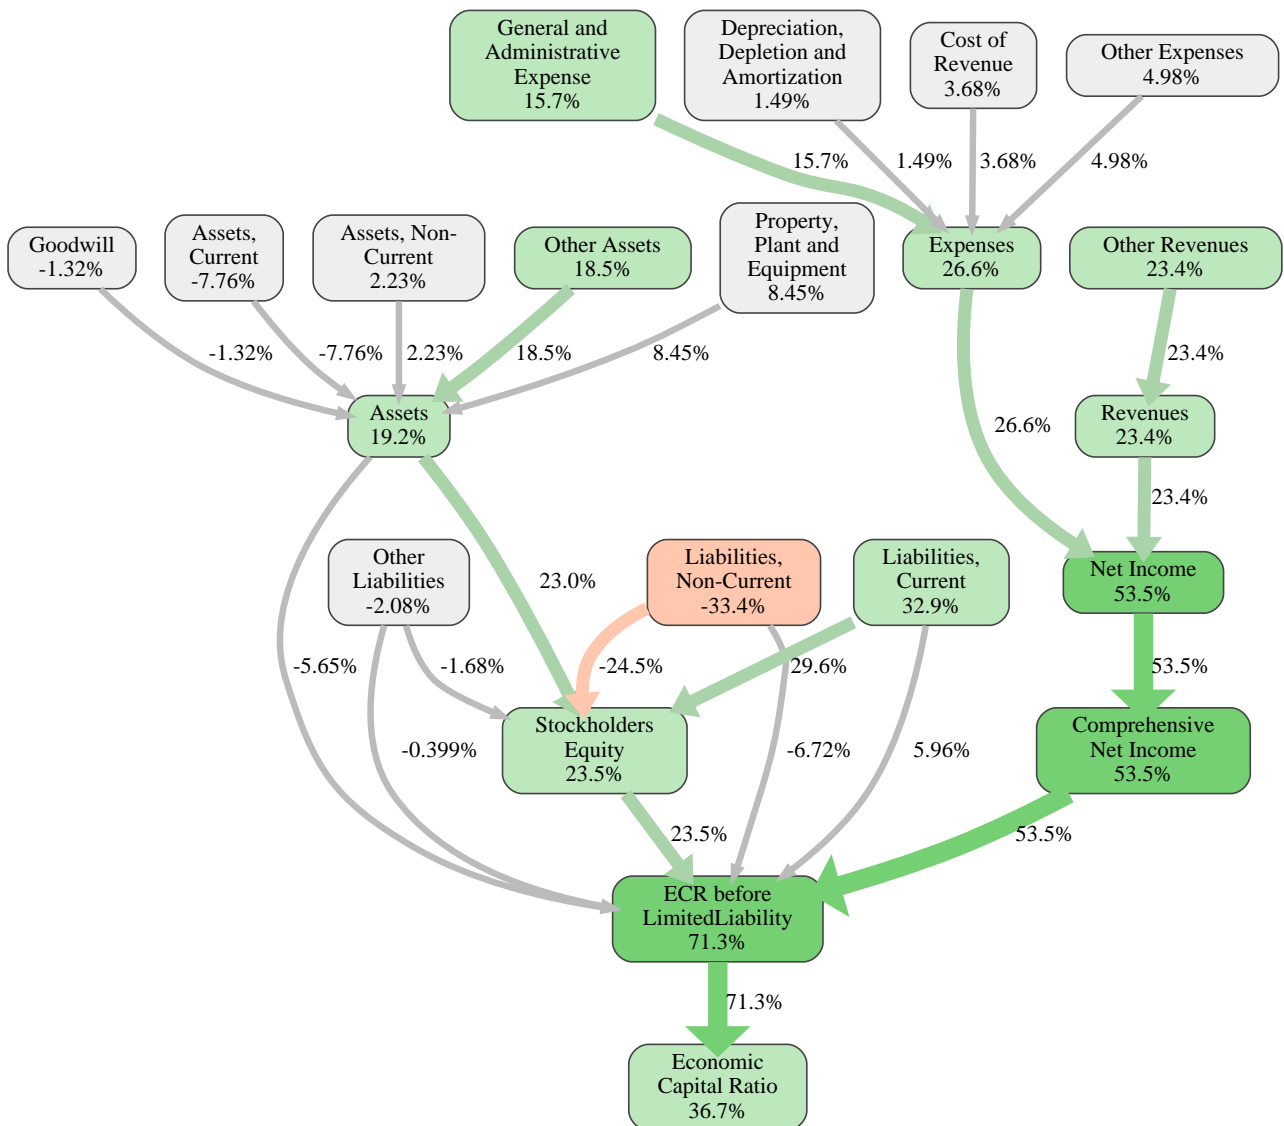 General and
Administrative
Expense
15.7%
Depreciation,
Depletion and
Amortization
1.49%
Cost of
Revenue
3.68%
Other Expenses
4.98%
15.7%
1.49%
3.68%
4.98%
Goodwill
-1.32%
Assets,
Current
-7.76%
Assets, Non-
Current
2.23%
Other Assets
18.5%
Property,
Plant and
Equipment
8.45%
Expenses
26.6%
Other Revenues
23.4%
-1.32%
-7.76%
2.23%
18.5%
8.45%
23.4%
Assets
19.2%
26.6%
Revenues
23.4%
23.4%
Other
Liabilities
-2.08%
23.0%
Liabilities,
Non-Current
-33.4%
Liabilities,
Current
32.9%
Net Income
53.5%
-5.65%
-1.68%
-24.5%
29.6%
53.5%
Stockholders
Equity
23.5%
-0.399%
-6.72%
5.96%
Comprehensive
Net Income
53.5%
23.5%
53.5%
ECR before
LimitedLiability
71.3%
71.3%
Economic
Capital Ratio
36.7%